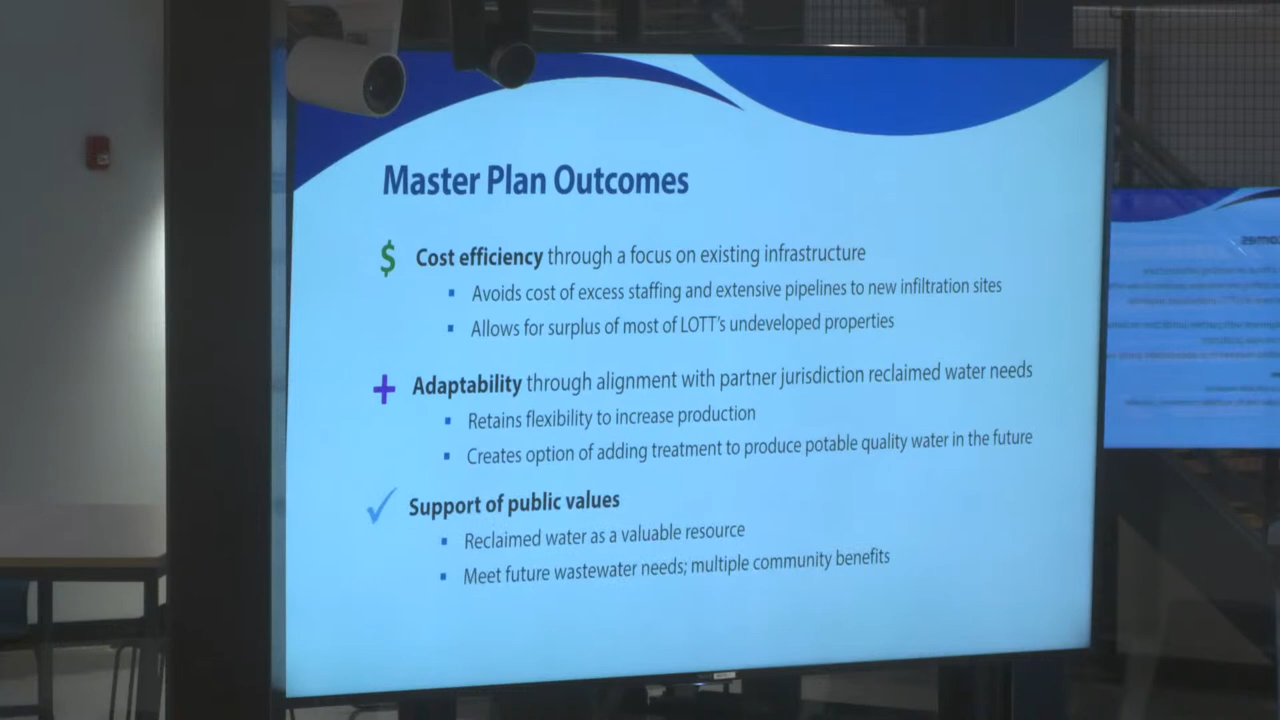 Master Plan Outcomes
$ Cost efficiency through a focus on existing infrastructure
▪ Avoids cost of excess staffing and extensive pipelines to new infiltration sites
▪ Allows for surplus of most of LOTT's undeveloped properties
+ Adaptability through alignment with partner jurisdiction reclaimed water needs
▪ Retains flexibility to increase production
▪ Creates option of adding treatment to produce potable quality water in the future
✓ Support of public values
▪ Reclaimed water as a valuable resource
▪ Meet future wastewater needs; multiple community benefits